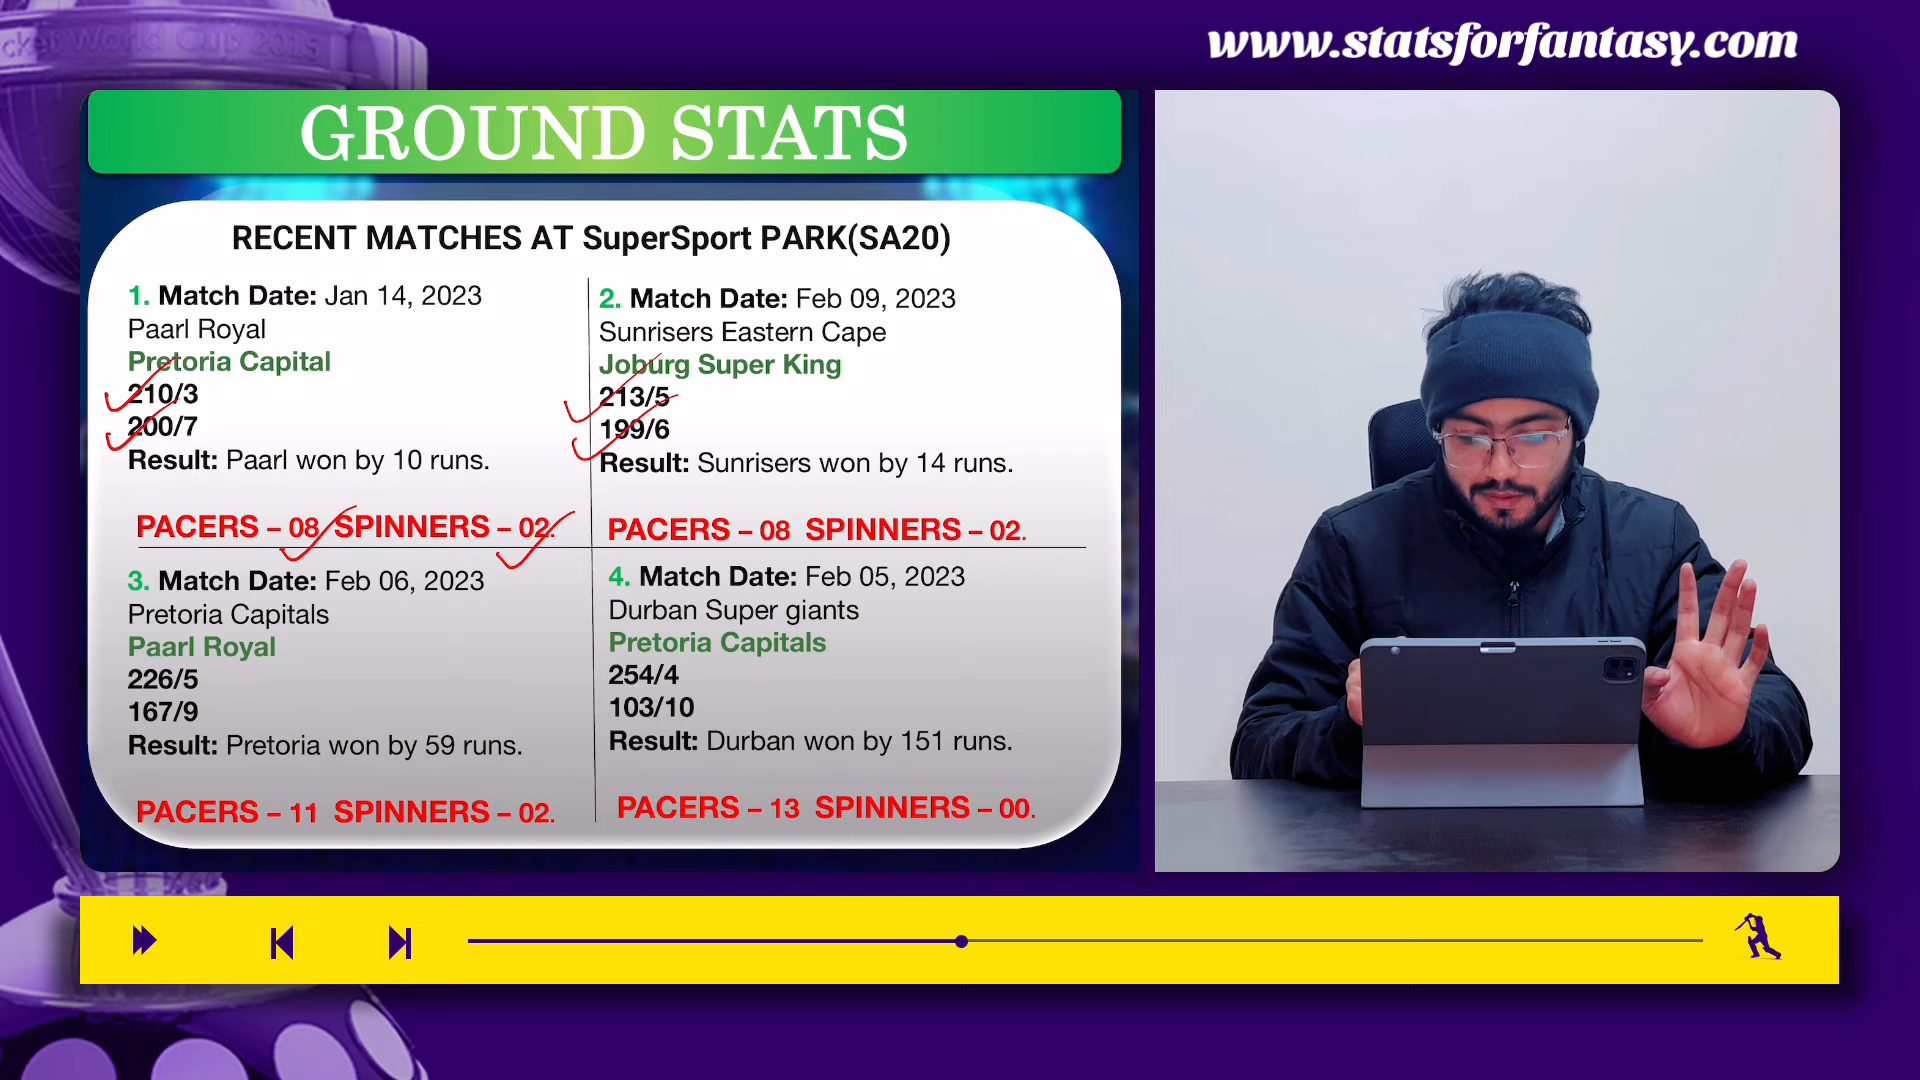 cket World Cup 2015
www.statsforfantasy.com
GROUND STATS
RECENT MATCHES AT SuperSport PARK(SA20)
1. Match Date: Jan 14, 2023
Paarl Royal
Pretoria Capital
210/3
200/7
Result: Paarl won by 10 runs.
PACERS – 08 SPINNERS – 02.
2. Match Date: Feb 09, 2023
Sunrisers Eastern Cape
Joburg Super King
213/5
199/6
Result: Sunrisers won by 14 runs.
PACERS – 08 SPINNERS – 02.
3. Match Date: Feb 06, 2023
Pretoria Capitals
Paarl Royal
226/5
167/9
Result: Pretoria won by 59 runs.
PACERS – 11 SPINNERS – 02.
4. Match Date: Feb 05, 2023
Durban Super giants
Pretoria Capitals
254/4
103/10
Result: Durban won by 151 runs.
PACERS – 13 SPINNERS – 00.